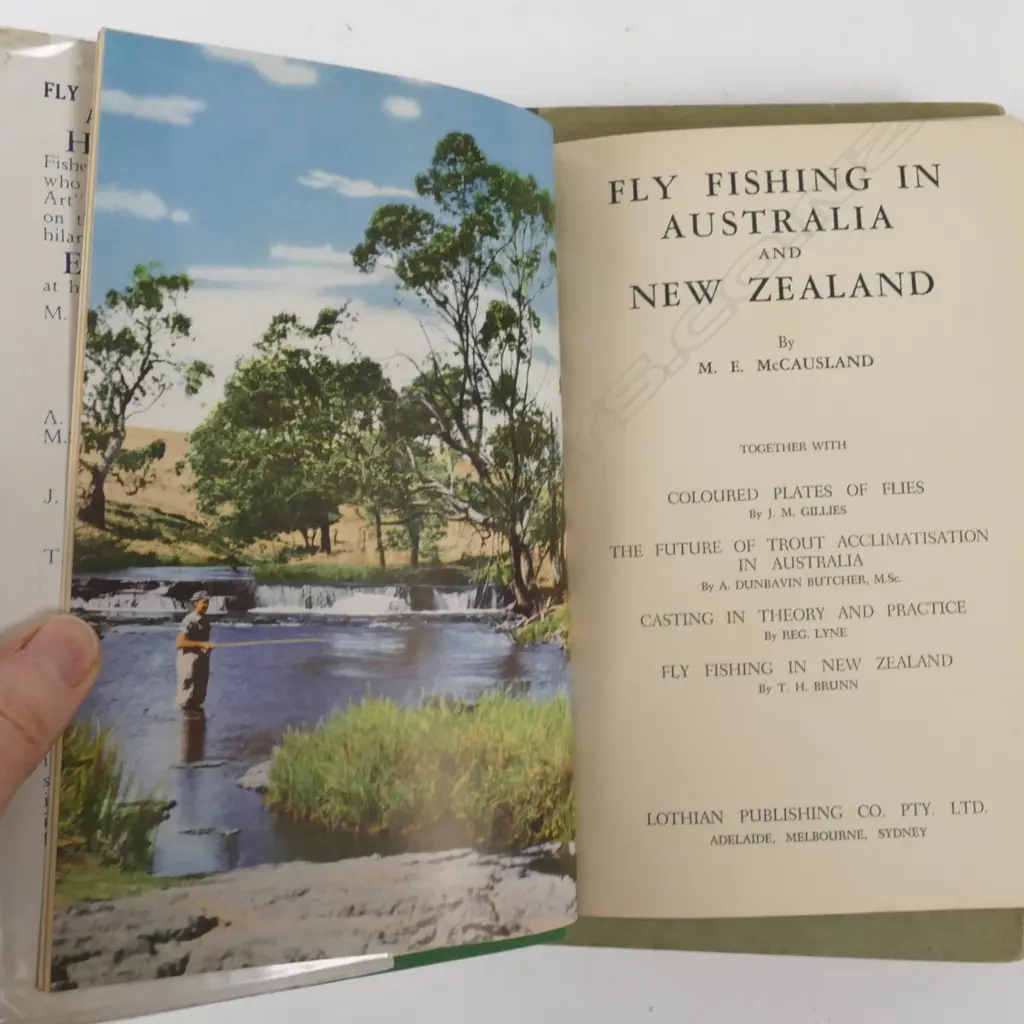 FLY
H
Fishe
who
Art"
on t
hilar
E
at h
M.
A.
M.
J.
T.
FLY FISHING IN
AUSTRALIA
AND
NEW ZEALAND
By
M. E. McCAUSLAND
TOGETHER WITH
COLOURED PLATES OF FLIES
By J. M. GILLIES
THE FUTURE OF TROUT ACCLIMATISATION
IN AUSTRALIA
By A. DUNBAVIN BUTCHER, M.Sc.
CASTING IN THEORY AND PRACTICE
By REG. LYNE
FLY FISHING IN NEW ZEALAND
By T. H. BRUNN
LOTHIAN PUBLISHING CO. PTY. LTD.
ADELAIDE, MELBOURNE, SYDNEY